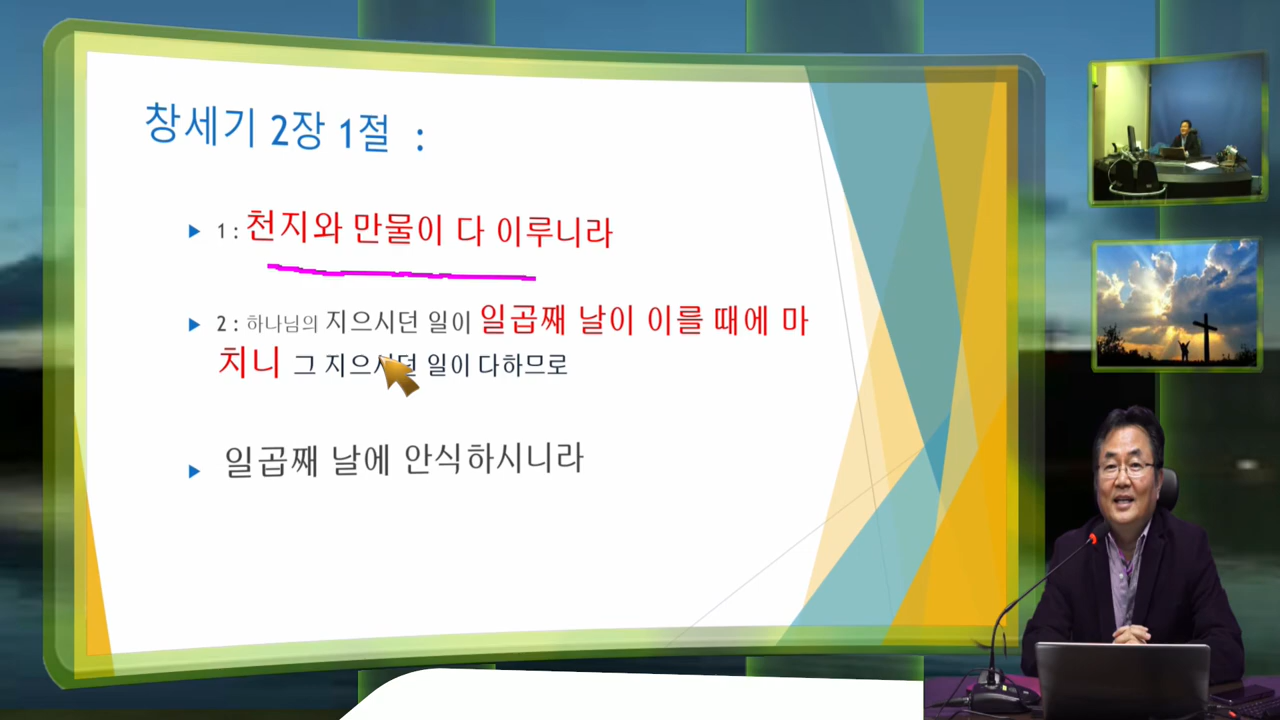 창세기 2장 1절 :
1 : 천지와 만물이 다 이루니라
2 : 하나님의 지으시던 일이 일곱째 날이 이를 때에 마
치니 그 지으시던 일이 다하므로
일곱째 날에 안식하시니라